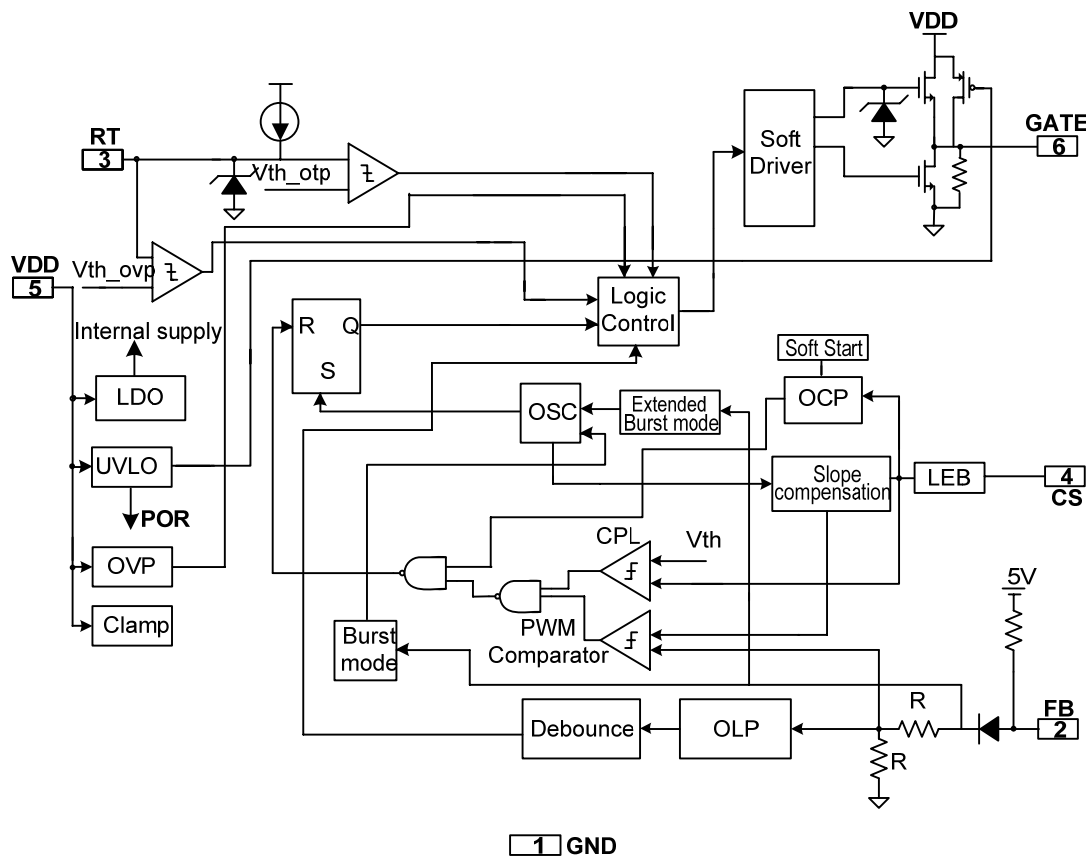 VDD
RT
3
Vth_otp
Soft
Driver
GATE
6
VDD
5
Vth_ovp
Internal supply
Logic
Control
R
Q
S
Soft Start
LDO
OSC
Extended
Burst mode
OCP
UVLO
Slope
compensation
LEB
4
CS
POR
CPL
Vth
OVP
5V
Clamp
Burst
mode
PWM
Comparator
R
FB
2
Debounce
OLP
R
1
GND